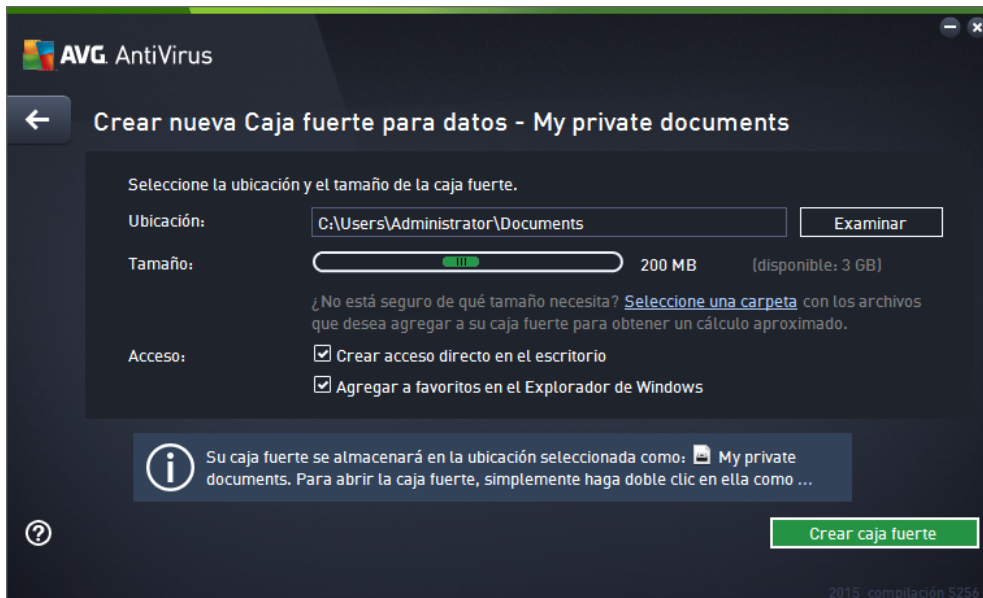 AVG. AntiVirus
Crear nueva Caja fuerte para datos - My private documents
Seleccione la ubicación y el tamaño de la caja fuerte.
Ubicación: C:\Users\Administrator\Documents Examinar
Tamaño: 200 MB (disponible: 3 GB)
¿No está seguro de qué tamaño necesita? Seleccione una carpeta con los archivos
que desea agregar a su caja fuerte para obtener un cálculo aproximado.
Acceso: Crear acceso directo en el escritorio
Agregar a favoritos en el Explorador de Windows
Su caja fuerte se almacenará en la ubicación seleccionada como: My private
documents. Para abrir la caja fuerte, simplemente haga doble clic en ella como ...
Crear caja fuerte
2015 compilación 5256